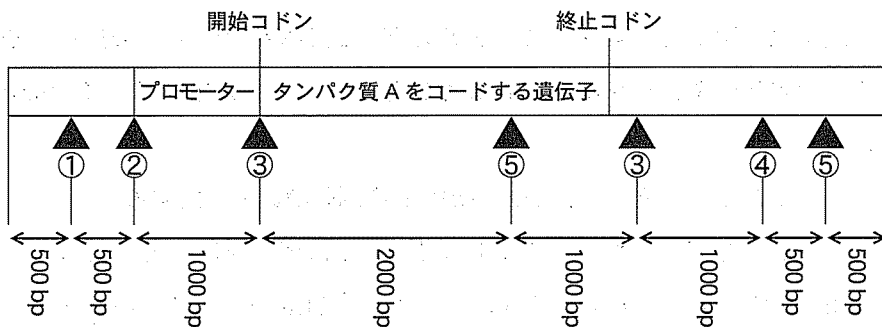 開始コドン
終止コドン
プロモーター
タンパク質 A をコードする遺伝子
①
②
③
⑤
③
④
⑤
500 bp
500 bp
1000 bp
2000 bp
1000 bp
1000 bp
500 bp
500 bp